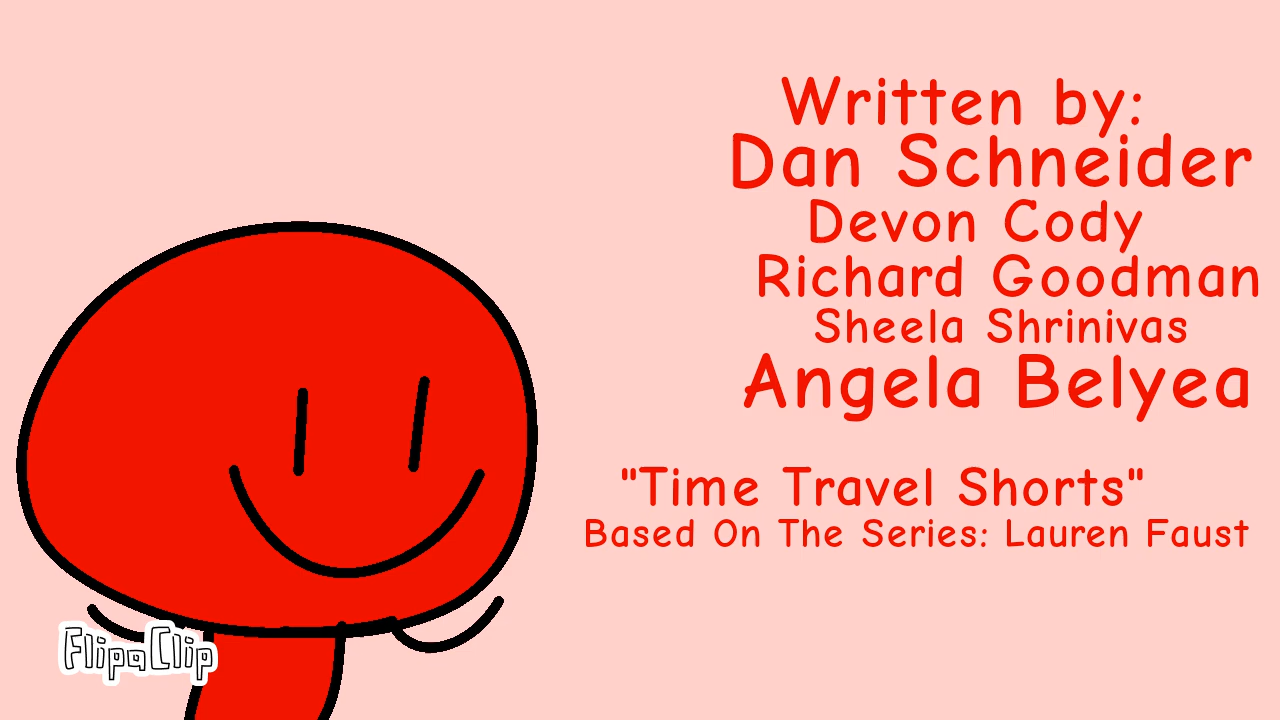 Written by:
Dan Schneider
Devon Cody
Richard Goodman
Sheela Shrinivas
Angela Belyea
"Time Travel Shorts"
Based On The Series: Lauren Faust
FlipaClip